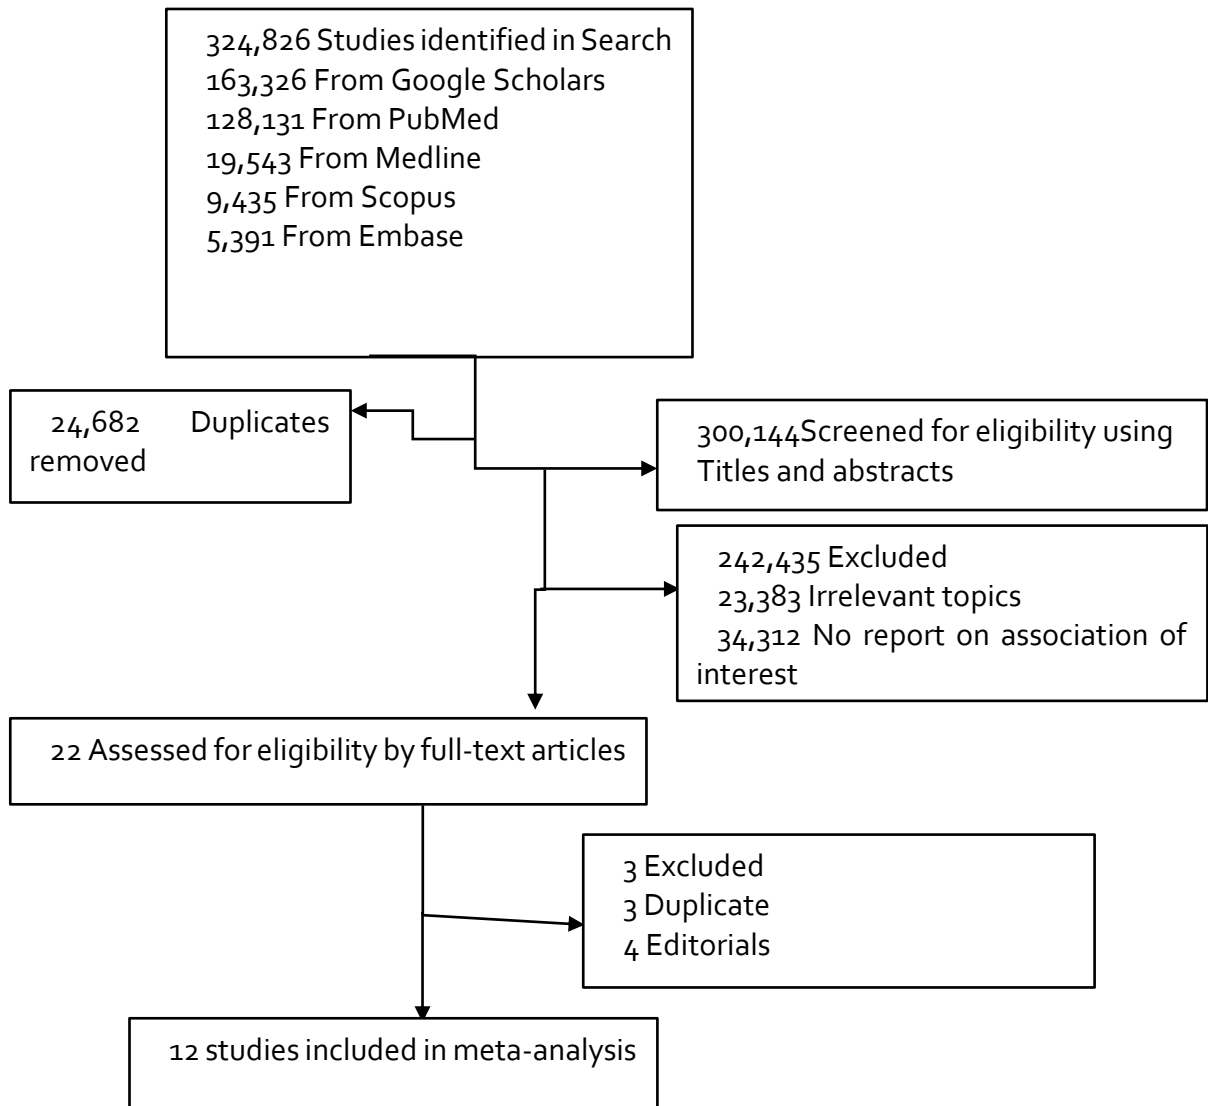 324,826 Studies identified in Search
163,326 From Google Scholars
128,131 From PubMed
19,543 From Medline
9,435 From Scopus
5,391 From Embase
24,682 Duplicates
removed
300,144Screened for eligibility using
Titles and abstracts
242,435 Excluded
23,383 Irrelevant topics
34,312 No report on association of
interest
22 Assessed for eligibility by full-text articles
3 Excluded
3 Duplicate
4 Editorials
12 studies included in meta-analysis